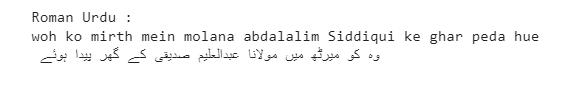 Roman Urdu :
woh ko mirth mein molana abdalalim Siddiqui ke ghar peda hue
وہ کو میرٹھ میں مولانا عبدالعلیم صدیقی کے گھر پیدا ہوئے